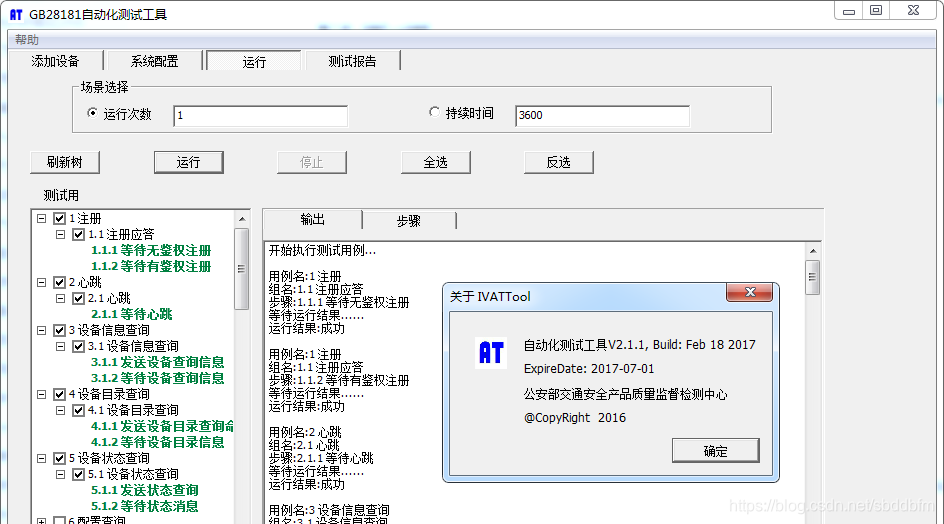 GB28181自动化测试工具
帮助
添加设备 系统配置 运行 测试报告
场景选择
运行次数 1 持续时间 3600
刷新树 运行 停止 全选 反选
测试用
1 注册
1.1 注册应答
1.1.1 等待无鉴权注册
1.1.2 等待有鉴权注册
2 心跳
2.1 心跳
2.1.1 等待心跳
3 设备信息查询
3.1 设备信息查询
3.1.1 发送设备查询信息
3.1.2 等待设备查询信息
4 设备目录查询
4.1 设备目录查询
4.1.1 发送设备目录查询命
4.1.2 等待设备目录信息
5 设备状态查询
5.1 设备状态查询
5.1.1 发送状态查询
5.1.2 等待状态消息
6 配置查询
输出 步骤
开始执行测试用例...
用例名:1 注册
组名:1.1 注册应答
步骤:1.1.1 等待无鉴权注册
等待运行结果......
运行结果:成功
用例名:1 注册
组名:1.1 注册应答
步骤:1.1.2 等待有鉴权注册
等待运行结果......
运行结果:成功
用例名:2 心跳
组名:2.1 心跳
步骤:2.1.1 等待心跳
等待运行结果......
运行结果:成功
用例名:3 设备信息查询
组名:3.1 设备信息查询
关于 IVATTool
AT
自动化测试工具V2.1.1, Build: Feb 18 2017
ExpireDate: 2017-07-01
公安部交通安全产品质量监督检测中心
@CopyRight 2016
确定
https://blog.csdn.net/sbddbfm